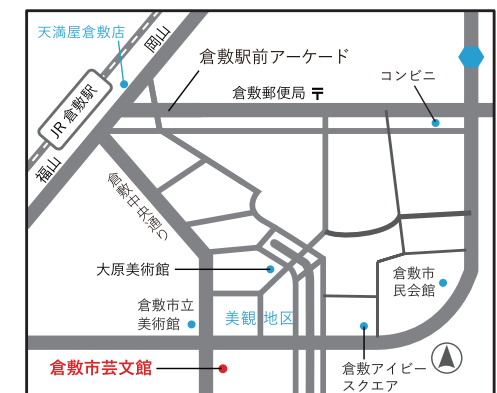 天満屋倉敷店
岡山
倉敷駅前アーケード
コンビニ
倉敷郵便局 〒
JR 倉敷駅
福山
倉敷中央通り
大原美術館
倉敷市
民会館
倉敷市立
美術館
美観 地区
倉敷市芸文館
倉敷アイビー
スクエア